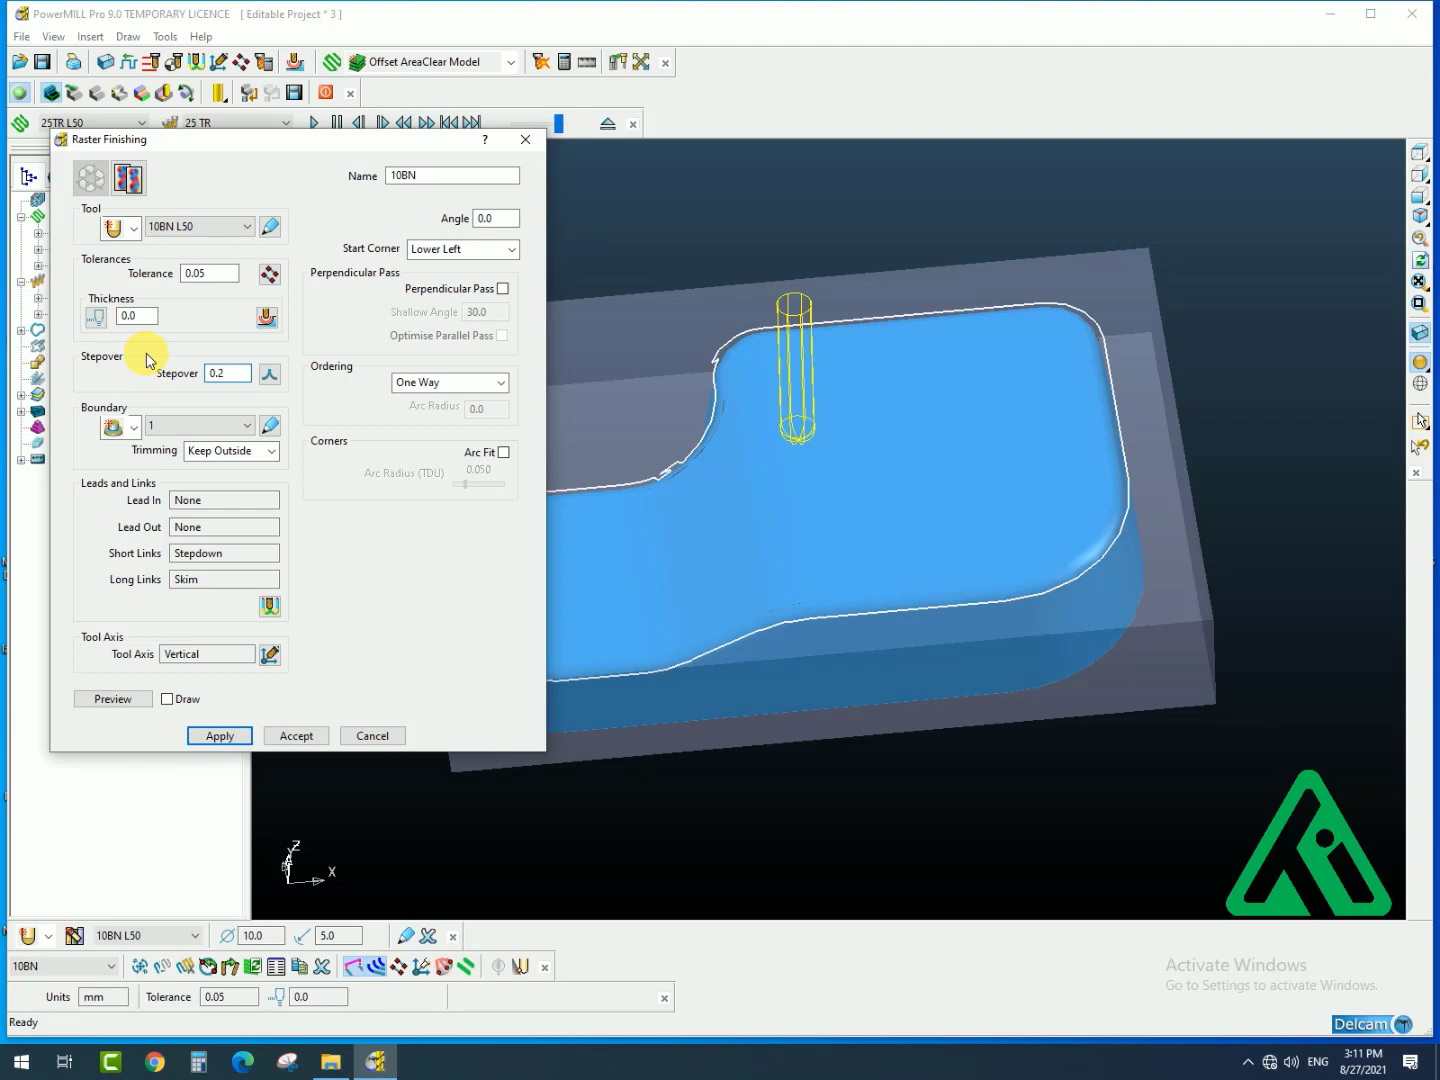 PowerMILL Pro 9.0 TEMPORARY LICENCE [ Editable Project * 3 ]
File View Insert Draw Tools Help
Offset AreaClear Model
25TR L50 25 TR
Raster Finishing ?
Name 10BN
Tool
10BN L50
Angle 0.0
Start Corner Lower Left
Tolerances
Tolerance 0.05
Thickness
0.0
Stepover
Stepover 0.2
Boundary
1
Trimming Keep Outside
Leads and Links
Lead In None
Lead Out None
Short Links Stepdown
Long Links Skim
Tool Axis
Tool Axis Vertical
Perpendicular Pass
Perpendicular Pass
Shallow Angle 30.0
Optimise Parallel Pass
Ordering
One Way
Arc Radius 0.0
Corners
Arc Fit
Arc Radius (TDU) 0.050
Preview Draw
Apply Accept Cancel
Z
X
10BN L50 10.0 5.0
10BN
Units mm Tolerance 0.05 0.0
Ready
Activate Windows
Go to Settings to activate Windows.
Delcam
ENG
3:11 PM
8/27/2021